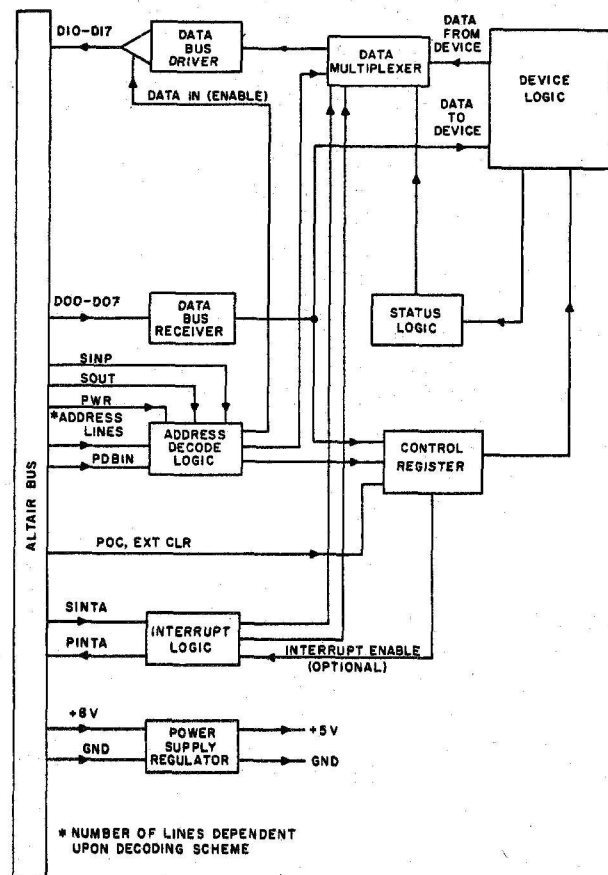 DI0-DI7
DATA
BUS
DRIVER
DATA IN (ENABLE)
DATA
MULTIPLEXER
DATA
FROM
DEVICE
DATA
TO
DEVICE
DEVICE
LOGIC
DO0-DO7
DATA
BUS
RECEIVER
STATUS
LOGIC
SINP
SOUT
PWR
*ADDRESS
LINES
PDBIN
ADDRESS
DECODE
LOGIC
CONTROL
REGISTER
ALTAIR BUS
POC, EXT CLR
SINTA
PINTA
INTERRUPT
LOGIC
INTERRUPT ENABLE
(OPTIONAL)
+8V
GND
POWER
SUPPLY
REGULATOR
+5V
GND
* NUMBER OF LINES DEPENDENT
UPON DECODING SCHEME